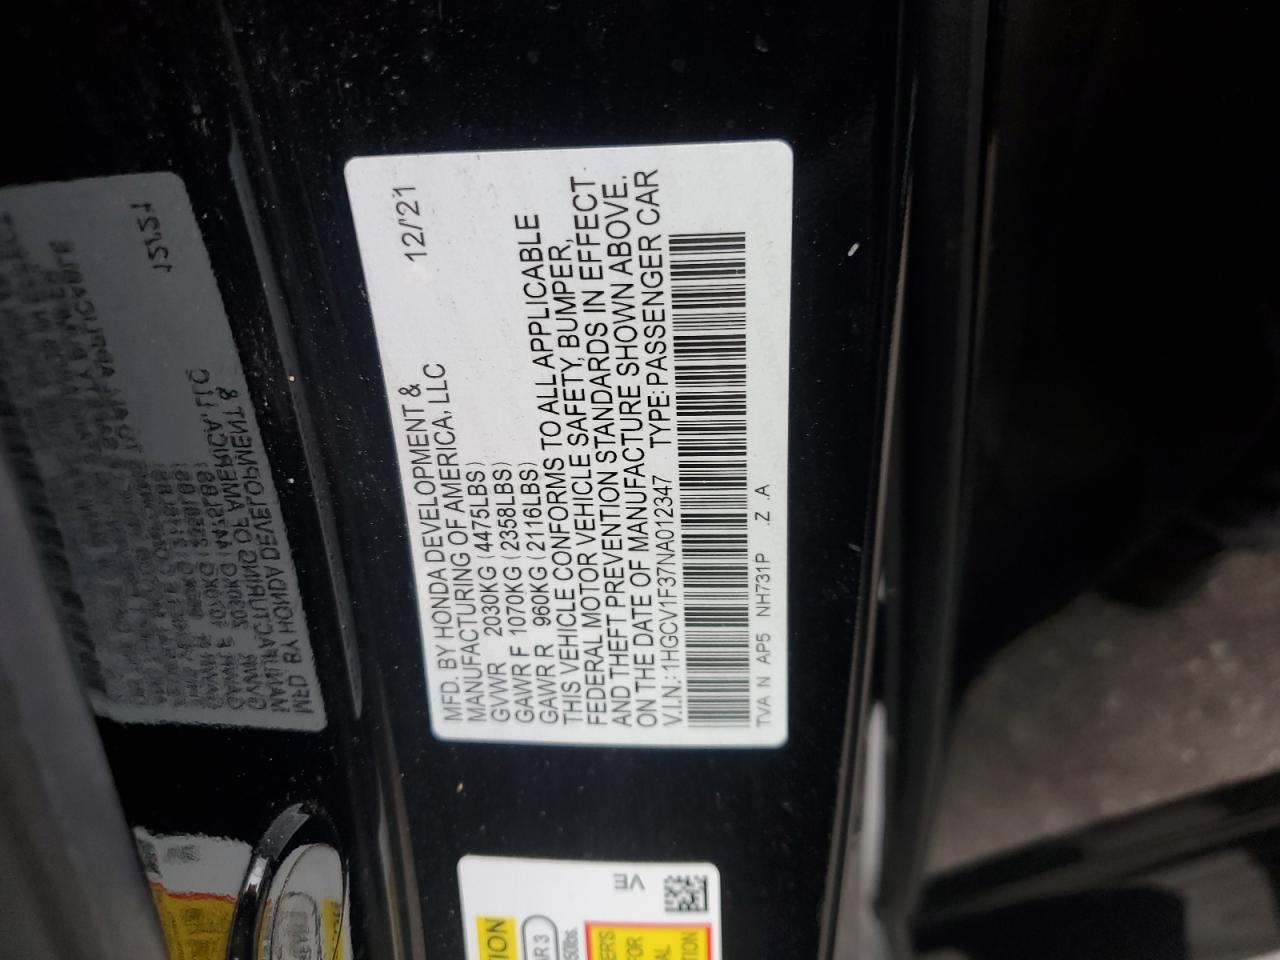 MFD. BY HONDA DEVELOPMENT & 12/'21
MANUFACTURING OF AMERICA, LLC
GVWR 2030KG (4475LBS)
GAWR F 1070KG (2358LBS)
GAWR R 960KG (2116LBS)
THIS VEHICLE CONFORMS TO ALL APPLICABLE
FEDERAL MOTOR VEHICLE SAFETY, BUMPER,
AND THEFT PREVENTION STANDARDS IN EFFECT
ON THE DATE OF MANUFACTURE SHOWN ABOVE.
V.I.N.: 1HGCV1F37NA012347 TYPE: PASSENGER CAR
TVA N AP5 NH731P .Z .A
VE